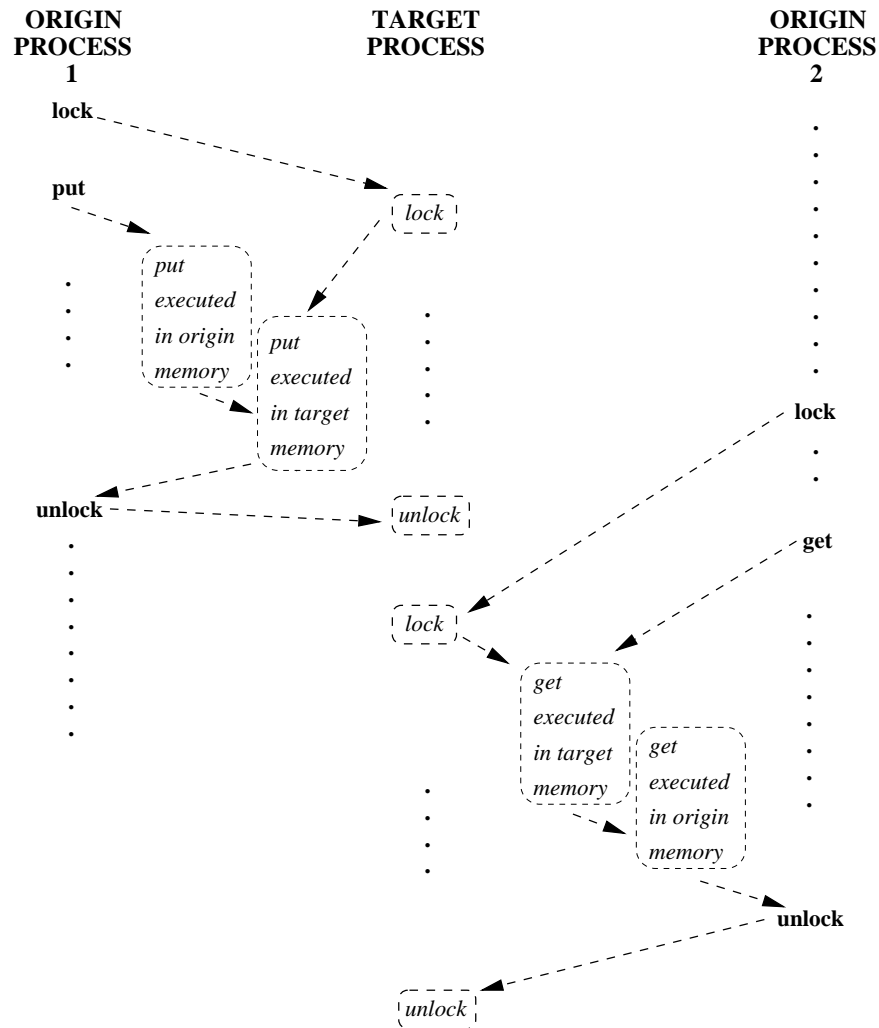 ORIGIN
PROCESS
1
TARGET
PROCESS
ORIGIN
PROCESS
2
lock
put
lock
put
executed
in origin
memory
put
executed
in target
memory
lock
unlock
unlock
get
lock
get
executed
in target
memory
get
executed
in origin
memory
unlock
unlock